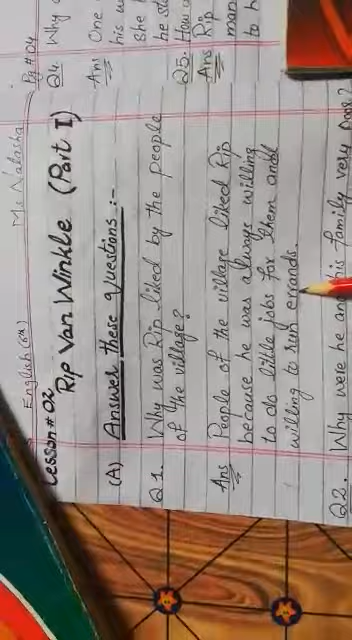 English (6x)
Ms Natasha
Pg # 04
Lesson # 02
Rip Van Winkle (Part I)
(A) Answer these questions :-
Q1. Why was Rip liked by the people
of the village?
Ans People of the village liked Rip
because he was always willing
to do little jobs for them and
willing to run errands.
Q2. Why were he and his family very poor?
Q4. Why
Ans One
his
She
he
Q5. How
Ans Rip
man.
to